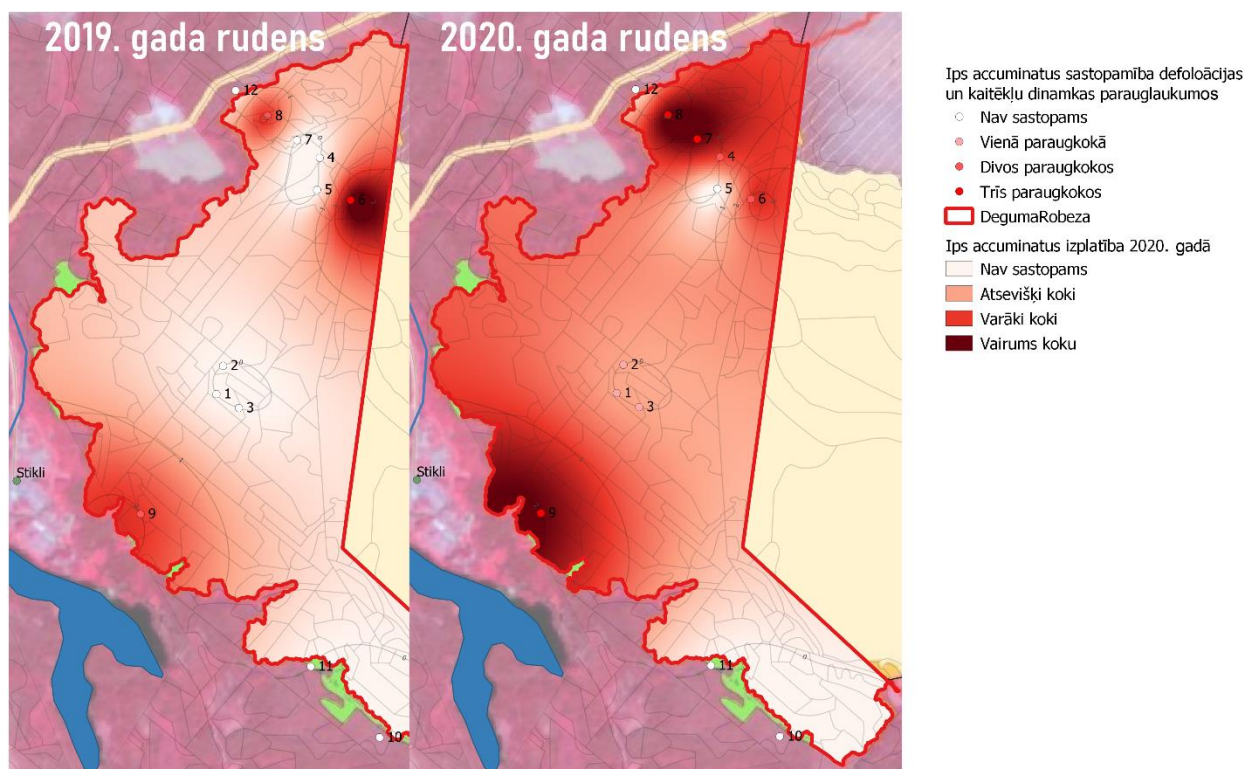 2019. gada rudens
12
8
7
4
5
6
2
1
3
Stikli
9
11
10
2020. gada rudens
12
8
7
4
5
6
2
1
3
Stikli
9
11
10
Ips accuminatus sastopamība defoloācijas
un kaitēkļu dinamkas parauglaukumos
Nav sastopams
Vienā paraugkokā
Divos paraugkokos
Trīs paraugkokos
DegumaRobeza
Ips accuminatus izplatība 2020. gadā
Nav sastopams
Atsevišķi koki
Varāki koki
Vairums koku